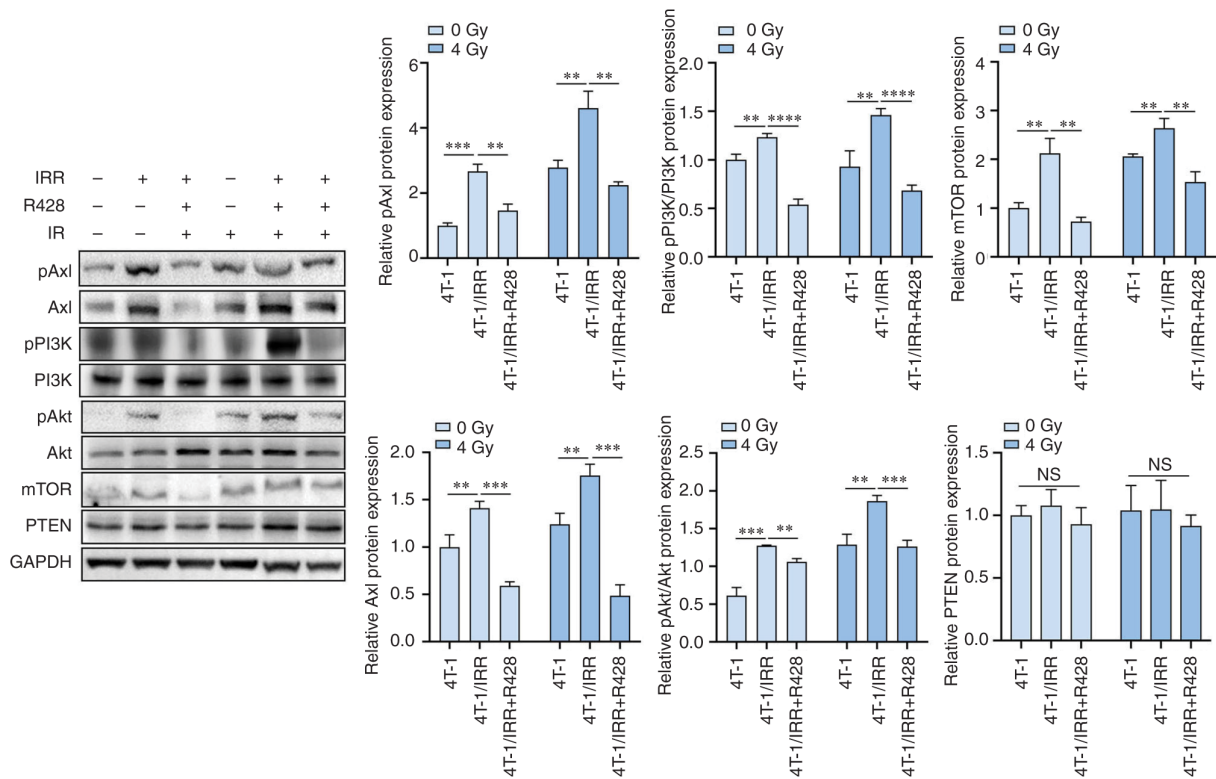 IRR – + + – + +
R428 – – + – + +
IR – – + + + +
pAxl
Axl
pPI3K
PI3K
pAkt
Akt
mTOR
PTEN
GAPDH
0 Gy
4 Gy
Relative pAxl protein expression
6
4
2
0
*** ** ** **
4T-1
4T-1/IRR
4T-1/IRR+R428
4T-1
4T-1/IRR
4T-1/IRR+R428
0 Gy
4 Gy
Relative pPI3K/PI3K protein expression
2.0
1.5
1.0
0.5
0.0
** **** ** ****
4T-1
4T-1/IRR
4T-1/IRR+R428
4T-1
4T-1/IRR
4T-1/IRR+R428
0 Gy
4 Gy
Relative mTOR protein expression
4
3
2
1
0
** ** ** **
4T-1
4T-1/IRR
4T-1/IRR+R428
4T-1
4T-1/IRR
4T-1/IRR+R428
0 Gy
4 Gy
Relative Axl protein expression
2.0
1.5
1.0
0.5
0.0
** *** ** ***
4T-1
4T-1/IRR
4T-1/IRR+R428
4T-1
4T-1/IRR
4T-1/IRR+R428
0 Gy
4 Gy
Relative pAkt/Akt protein expression
2.5
2.0
1.5
1.0
0.5
0.0
*** ** ** ***
4T-1
4T-1/IRR
4T-1/IRR+R428
4T-1
4T-1/IRR
4T-1/IRR+R428
0 Gy
4 Gy
Relative PTEN protein expression
1.5
1.0
0.5
0.0
NS NS
4T-1
4T-1/IRR
4T-1/IRR+R428
4T-1
4T-1/IRR
4T-1/IRR+R428